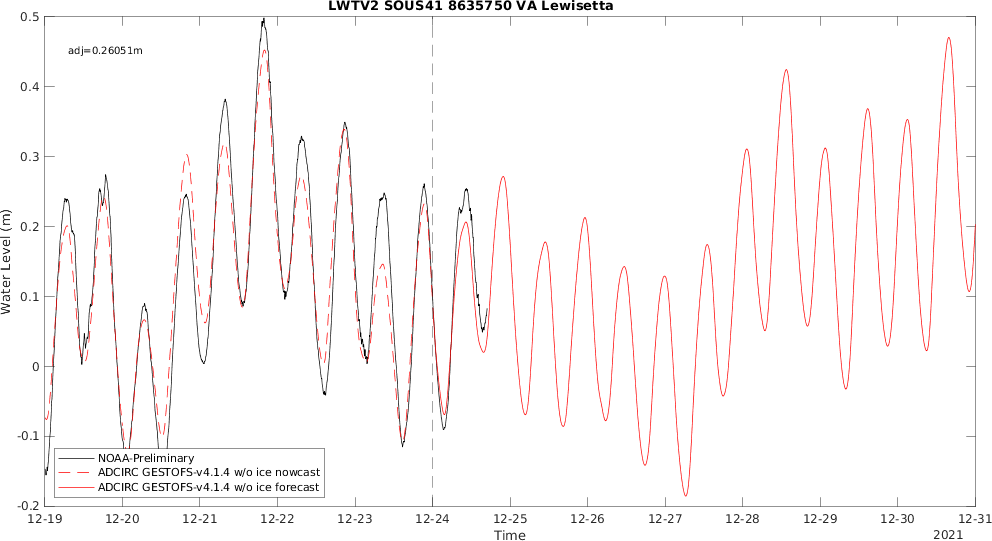 LWTV2 SOUS41 8635750 VA Lewisetta
adj=0.26051m
0.5
0.4
0.3
0.2
0.1
0
-0.1
-0.2
Water Level (m)
NOAA-Preliminary
ADCIRC GESTOFS-v4.1.4 w/o ice nowcast
ADCIRC GESTOFS-v4.1.4 w/o ice forecast
12-19 12-20 12-21 12-22 12-23 12-24 12-25 12-26 12-27 12-28 12-29 12-30 12-31
Time
2021